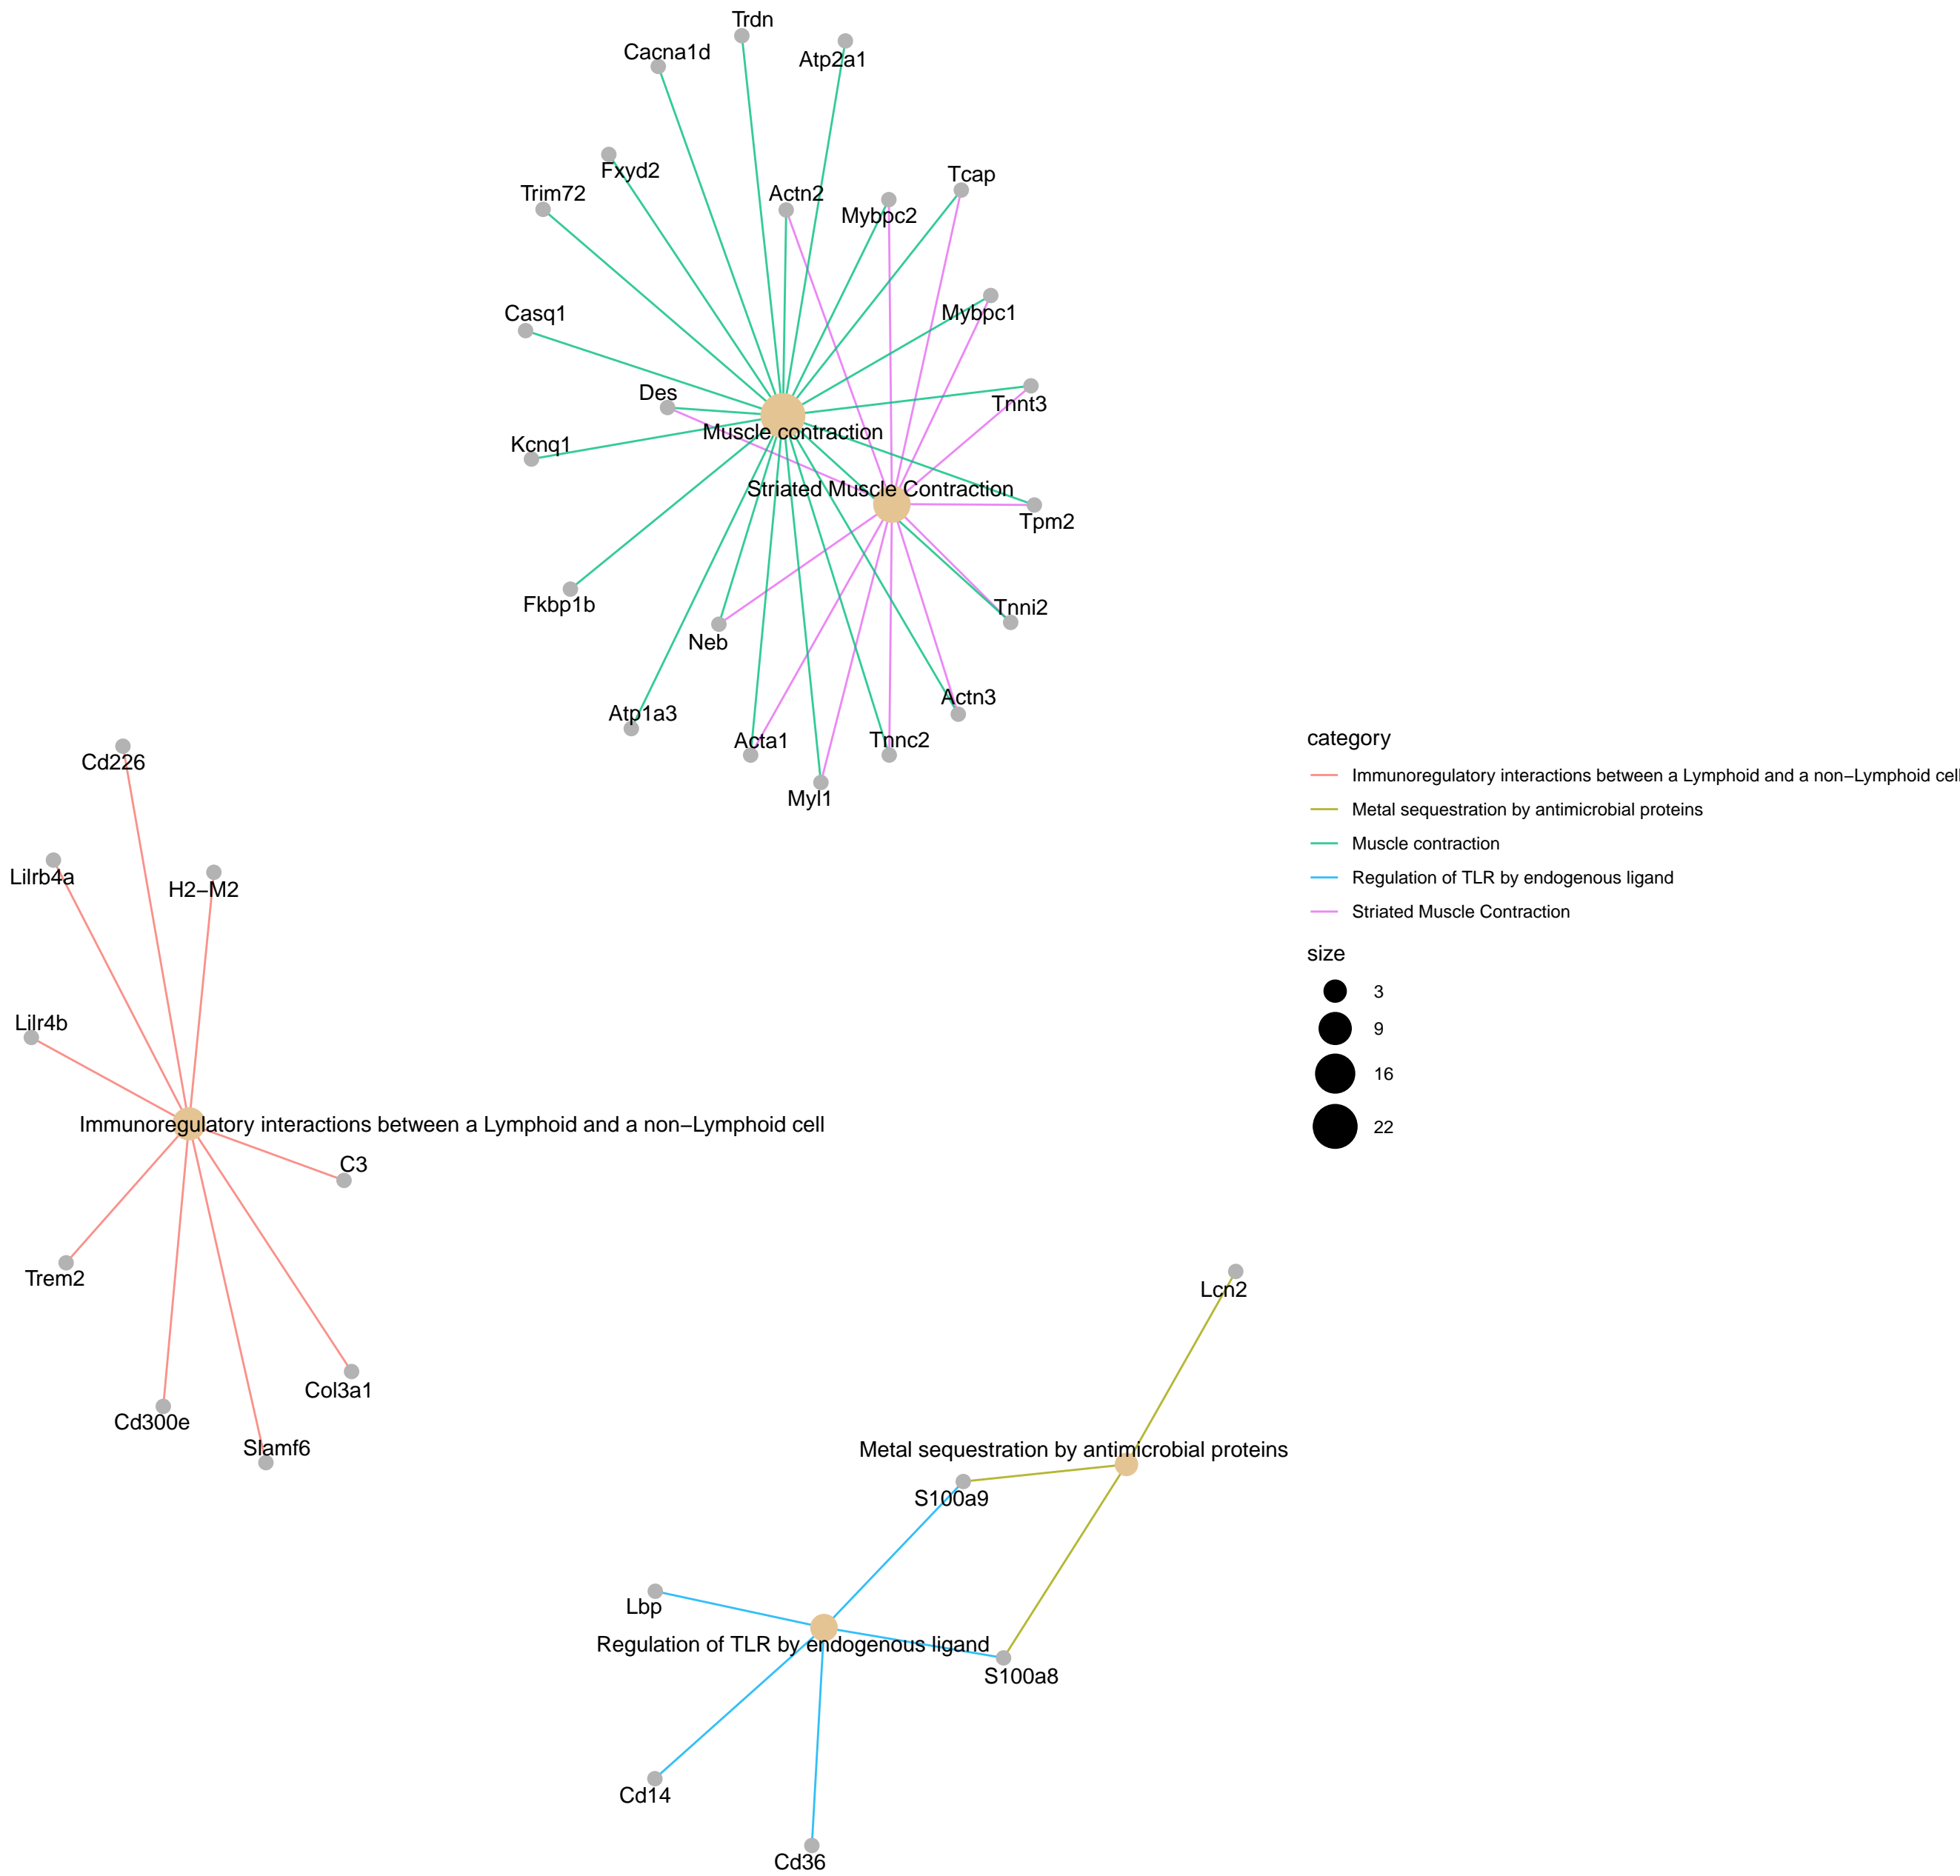 Trdn
Cacna1d
Atp2a1
Fxyd2
Trim72
Actn2
Tcap
Mybpc2
Casq1
Mybpc1
Des
Tnnt3
Muscle contraction
Kcnq1
Striated Muscle Contraction
Tpm2
Fkbp1b
Tnni2
Neb
Actn3
Atp1a3
Acta1
Tnnc2
Myl1
Cd226
Lilrb4a
H2−M2
Lilr4b
Immunoregulatory interactions between a Lymphoid and a non−Lymphoid cell
C3
Trem2
Col3a1
Cd300e
Slamf6
Lcn2
Metal sequestration by antimicrobial proteins
S100a9
Lbp
Regulation of TLR by endogenous ligand
S100a8
Cd14
Cd36
category
Immunoregulatory interactions between a Lymphoid and a non−Lymphoid cell
Metal sequestration by antimicrobial proteins
Muscle contraction
Regulation of TLR by endogenous ligand
Striated Muscle Contraction
size
3
9
16
22